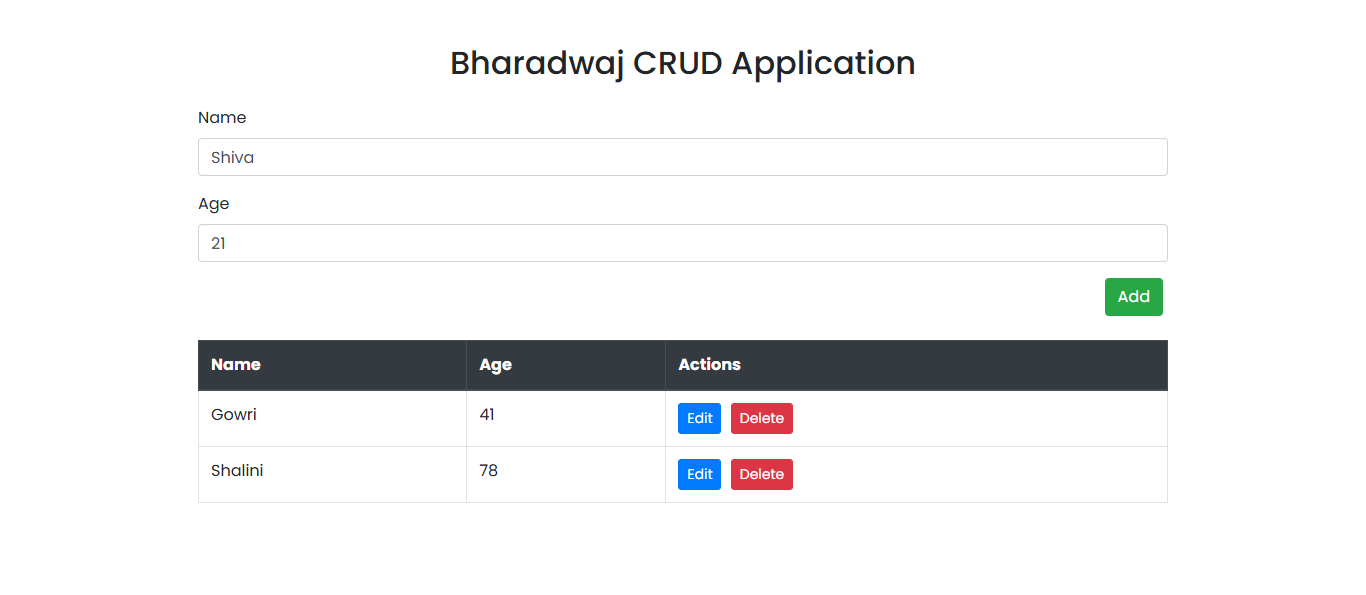 Bharadwaj CRUD Application
Name
Shiva
Age
21
Add
Name Age Actions
Gowri 41 Edit Delete
Shalini 78 Edit Delete